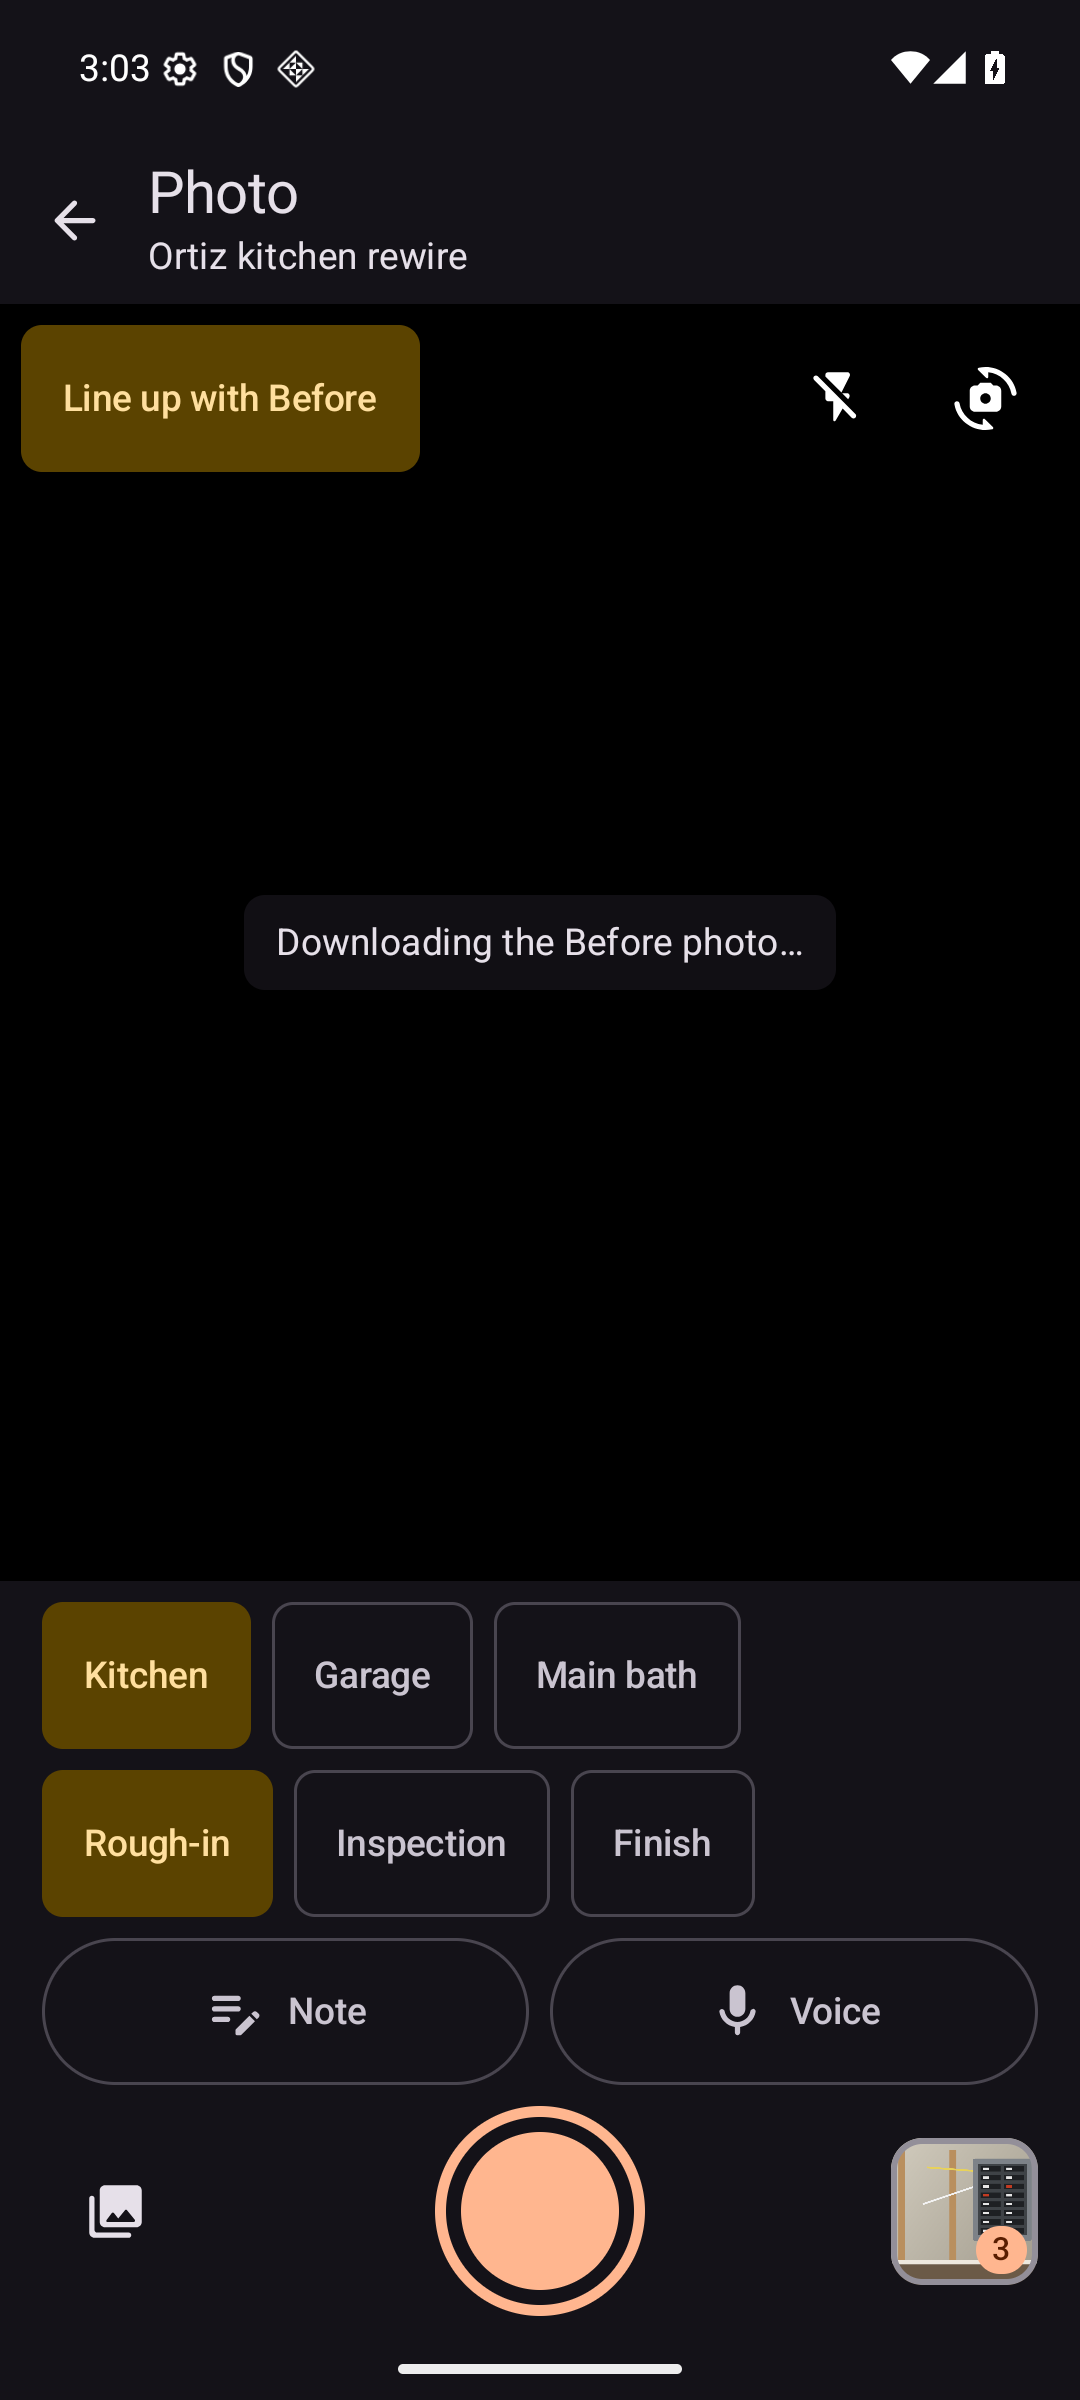 3:03
Photo
Ortiz kitchen rewire
Line up with Before
Downloading the Before photo…
Kitchen
Garage
Main bath
Rough-in
Inspection
Finish
Note
Voice
3